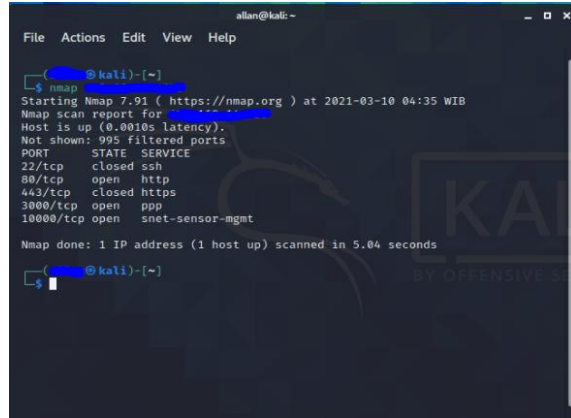 allan@kali: ~
File Actions Edit View Help
┌──( ㉿kali)-[~]
└─$ nmap
Starting Nmap 7.91 ( https://nmap.org ) at 2021-03-10 04:35 WIB
Nmap scan report for
Host is up (0.0010s latency).
Not shown: 995 filtered ports
PORT STATE SERVICE
22/tcp closed ssh
80/tcp open http
443/tcp closed https
3000/tcp open ppp
10000/tcp open snet-sensor-mgmt
Nmap done: 1 IP address (1 host up) scanned in 5.04 seconds
┌──( ㉿kali)-[~]
└─$
KA
BY OFFENSIVE SE